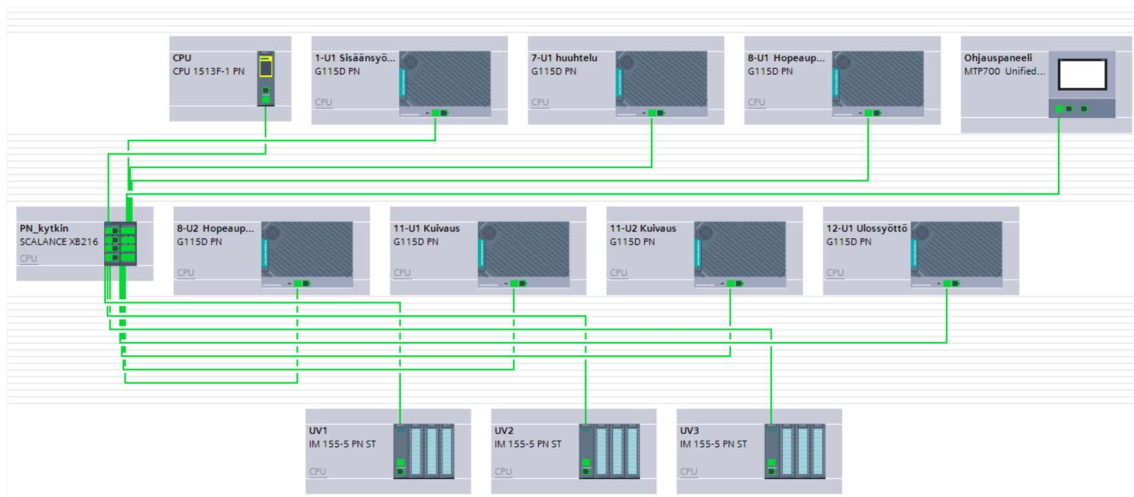 CPU
CPU 1513F-1 PN
1-U1 Sisäänsyö...
G115D PN
CPU
7-U1 huuhtelu
G115D PN
CPU
8-U1 Hopeaup...
G115D PN
CPU
Ohjauspaneeli
MTP700 Unified...
PN_kytkin
SCALANCE XB216
CPU
8-U2 Hopeaup...
G115D PN
CPU
11-U1 Kuivaus
G115D PN
CPU
11-U2 Kuivaus
G115D PN
CPU
12-U1 Ulossyöttö
G115D PN
CPU
UV1
IM 155-5 PN ST
CPU
UV2
IM 155-5 PN ST
CPU
UV3
IM 155-5 PN ST
CPU